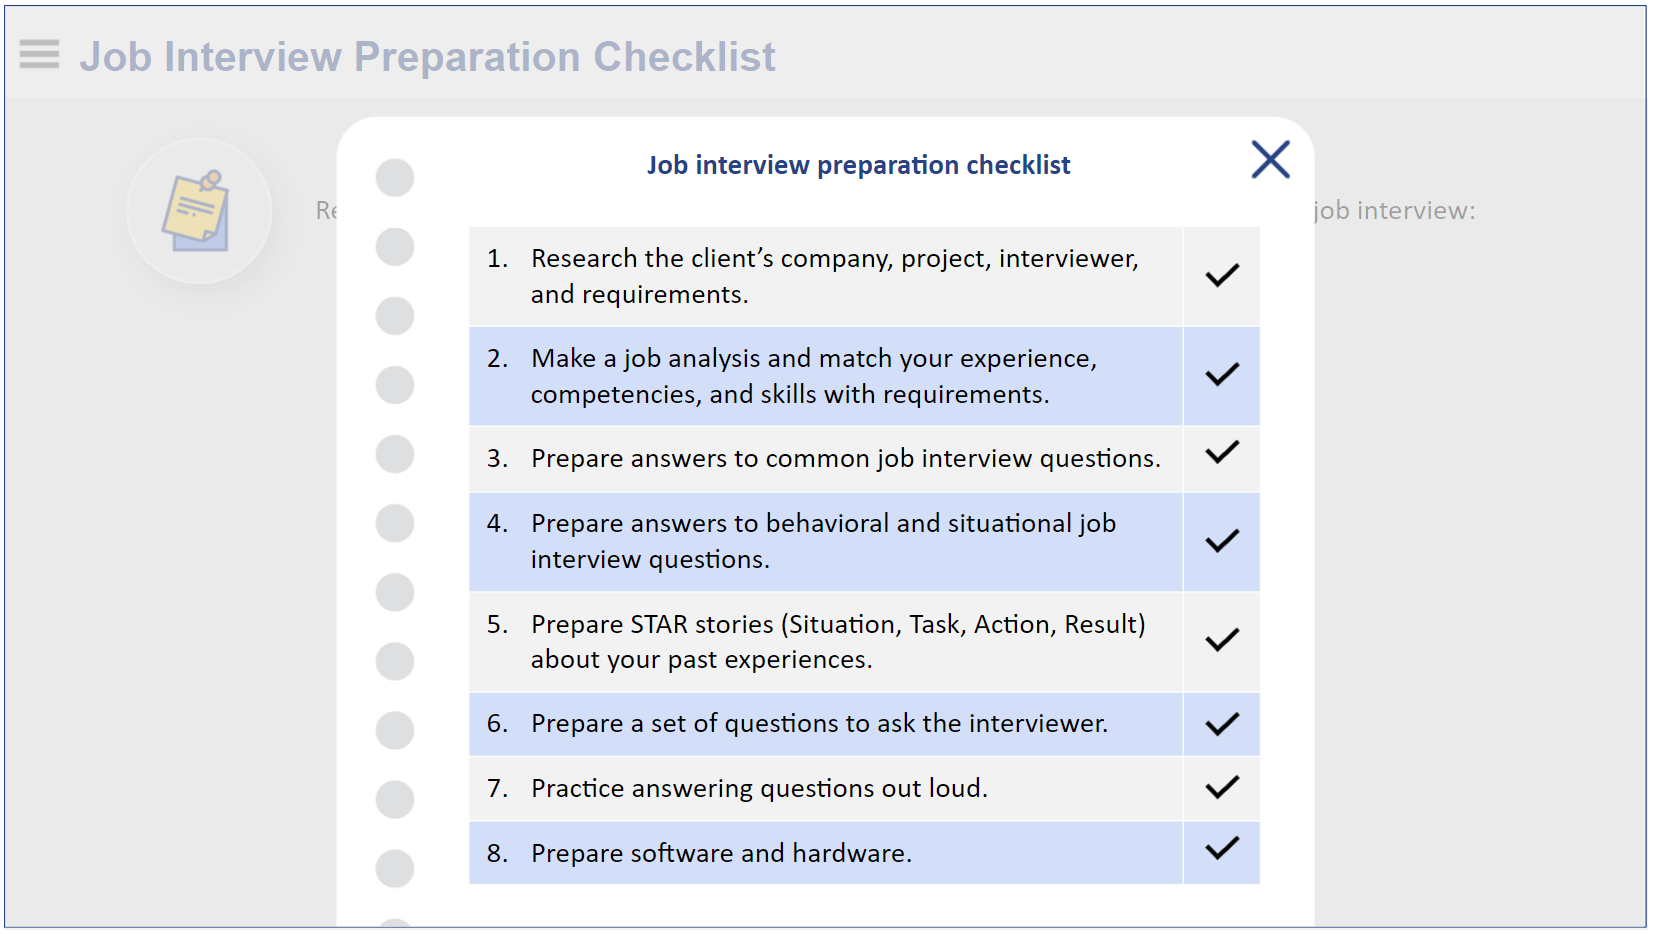 Job Interview Preparation Checklist
Job interview preparation checklist
job interview:
1. Research the client’s company, project, interviewer,
and requirements.
2. Make a job analysis and match your experience,
competencies, and skills with requirements.
3. Prepare answers to common job interview questions.
4. Prepare answers to behavioral and situational job
interview questions.
5. Prepare STAR stories (Situation, Task, Action, Result)
about your past experiences.
6. Prepare a set of questions to ask the interviewer.
7. Practice answering questions out loud.
8. Prepare software and hardware.